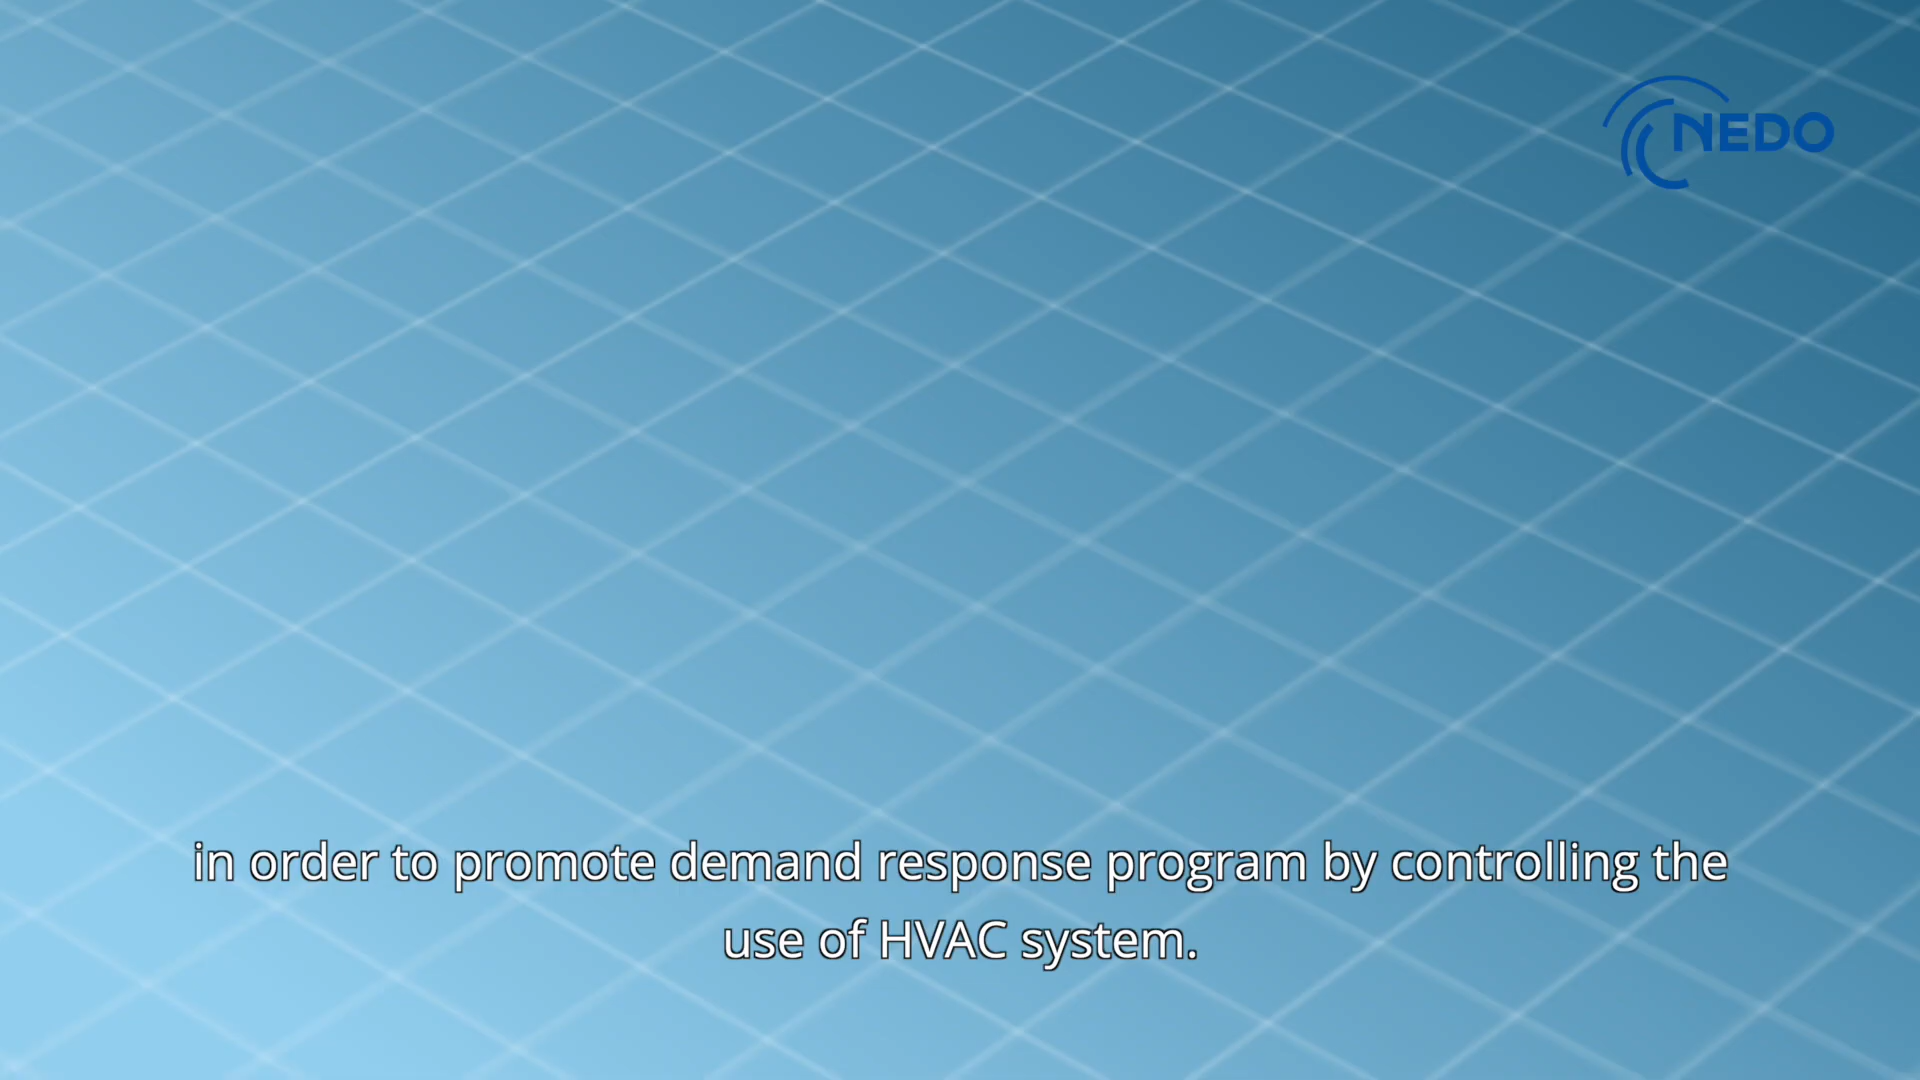 NEDO
in order to promote demand response program by controlling the
use of HVAC system.